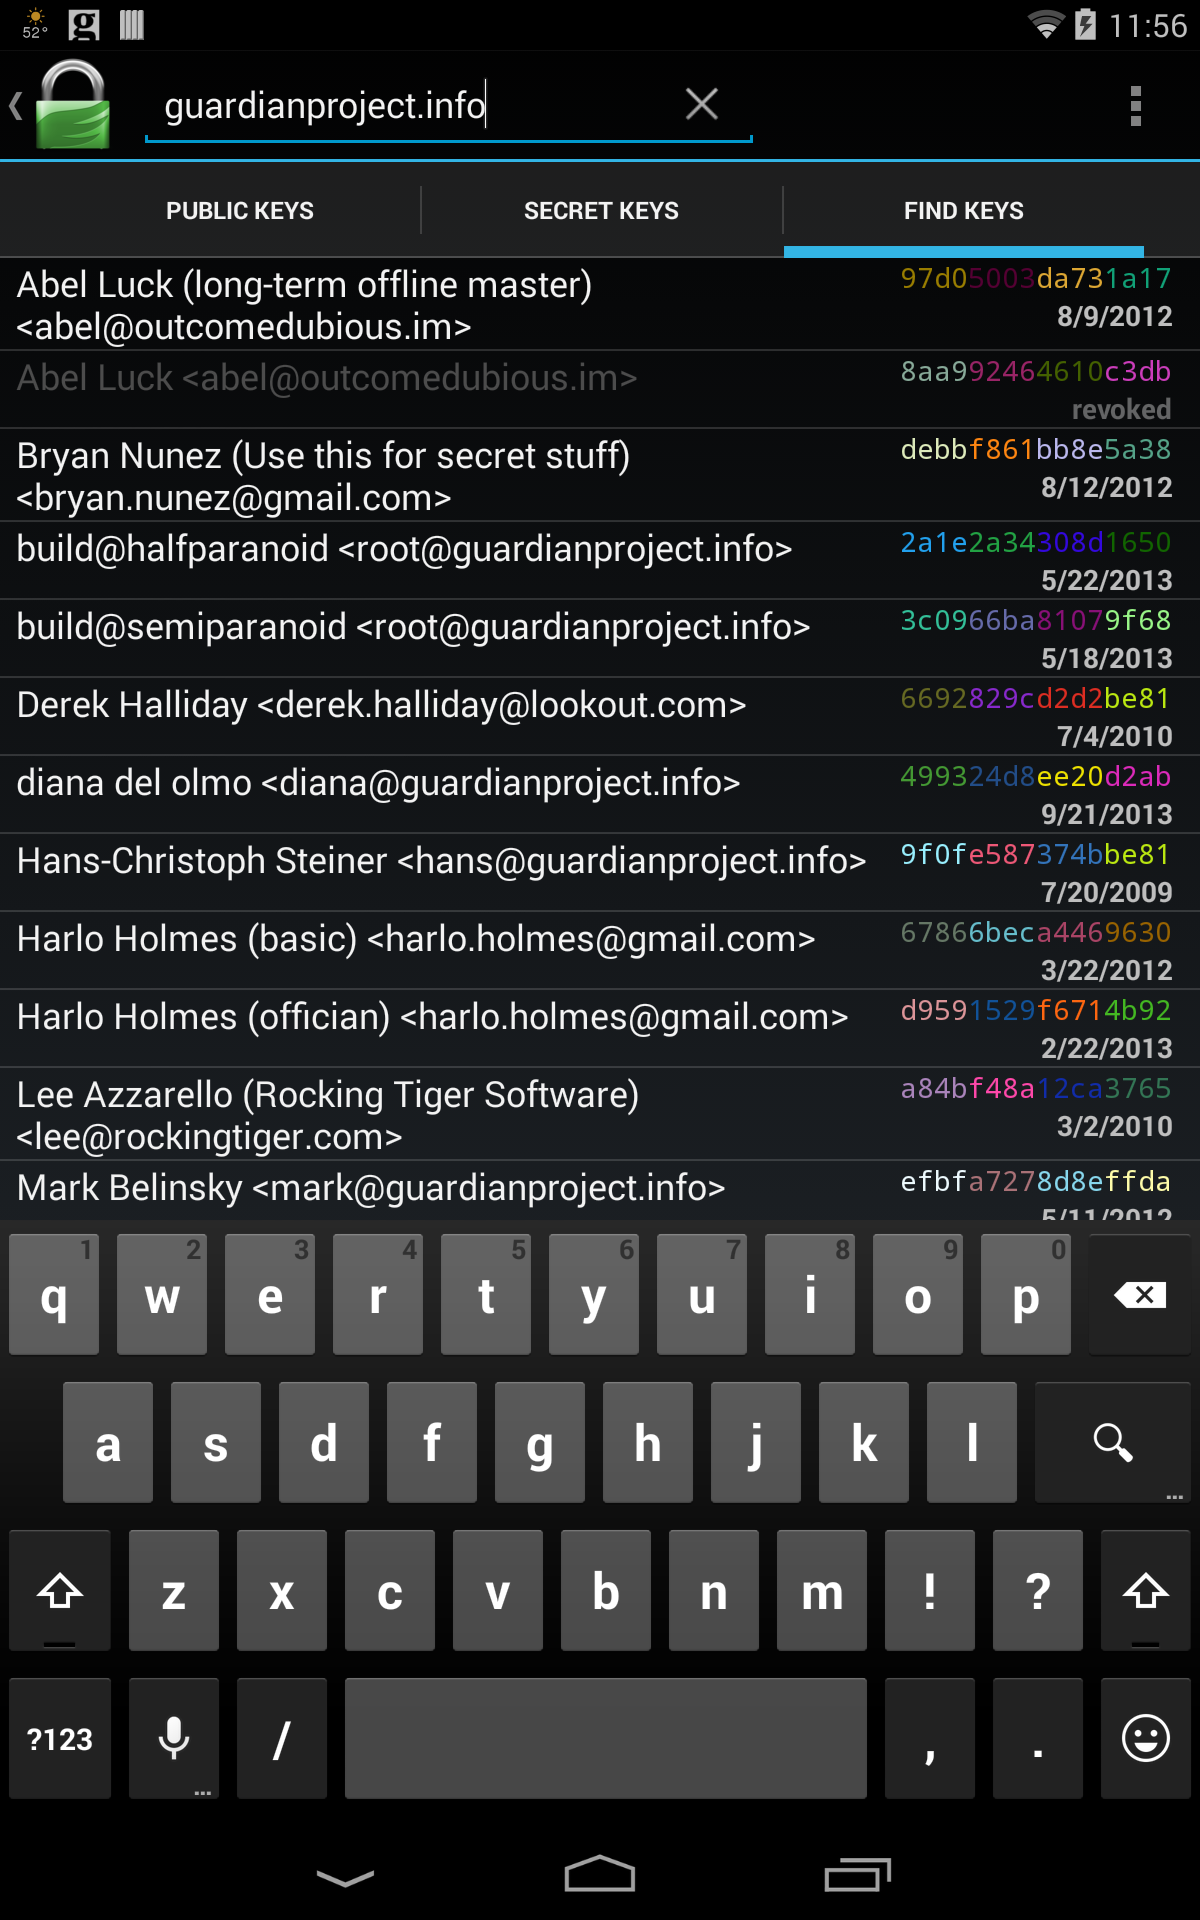 52° g 11:56
guardianproject.info
PUBLIC KEYS SECRET KEYS FIND KEYS
Abel Luck (long-term offline master) 97d05003da731a17
<abel@outcomedubious.im> 8/9/2012
Abel Luck <abel@outcomedubious.im> 8aa992464610c3db
revoked
Bryan Nunez (Use this for secret stuff) debbf861bb8e5a38
<bryan.nunez@gmail.com> 8/12/2012
build@halfparanoid <root@guardianproject.info> 2a1e2a34308d1650
5/22/2013
build@semiparanoid <root@guardianproject.info> 3c0966ba81079f68
5/18/2013
Derek Halliday <derek.halliday@lookout.com> 6692829cd2d2be81
7/4/2010
diana del olmo <diana@guardianproject.info> 499324d8ee20d2ab
9/21/2013
Hans-Christoph Steiner <hans@guardianproject.info> 9f0fe587374bbe81
7/20/2009
Harlo Holmes (basic) <harlo.holmes@gmail.com> 67866beca4469630
3/22/2012
Harlo Holmes (offician) <harlo.holmes@gmail.com> d9591529f6714b92
2/22/2013
Lee Azzarello (Rocking Tiger Software) a84bf48a12ca3765
<lee@rockingtiger.com> 3/2/2010
Mark Belinsky <mark@guardianproject.info> efbfa7278d8effda
5/11/2012
1 2 3 4 5 6 7 8 9 0
q w e r t y u i o p
a s d f g h j k l
...
z x c v b n m ! ?
?123 / , .
...